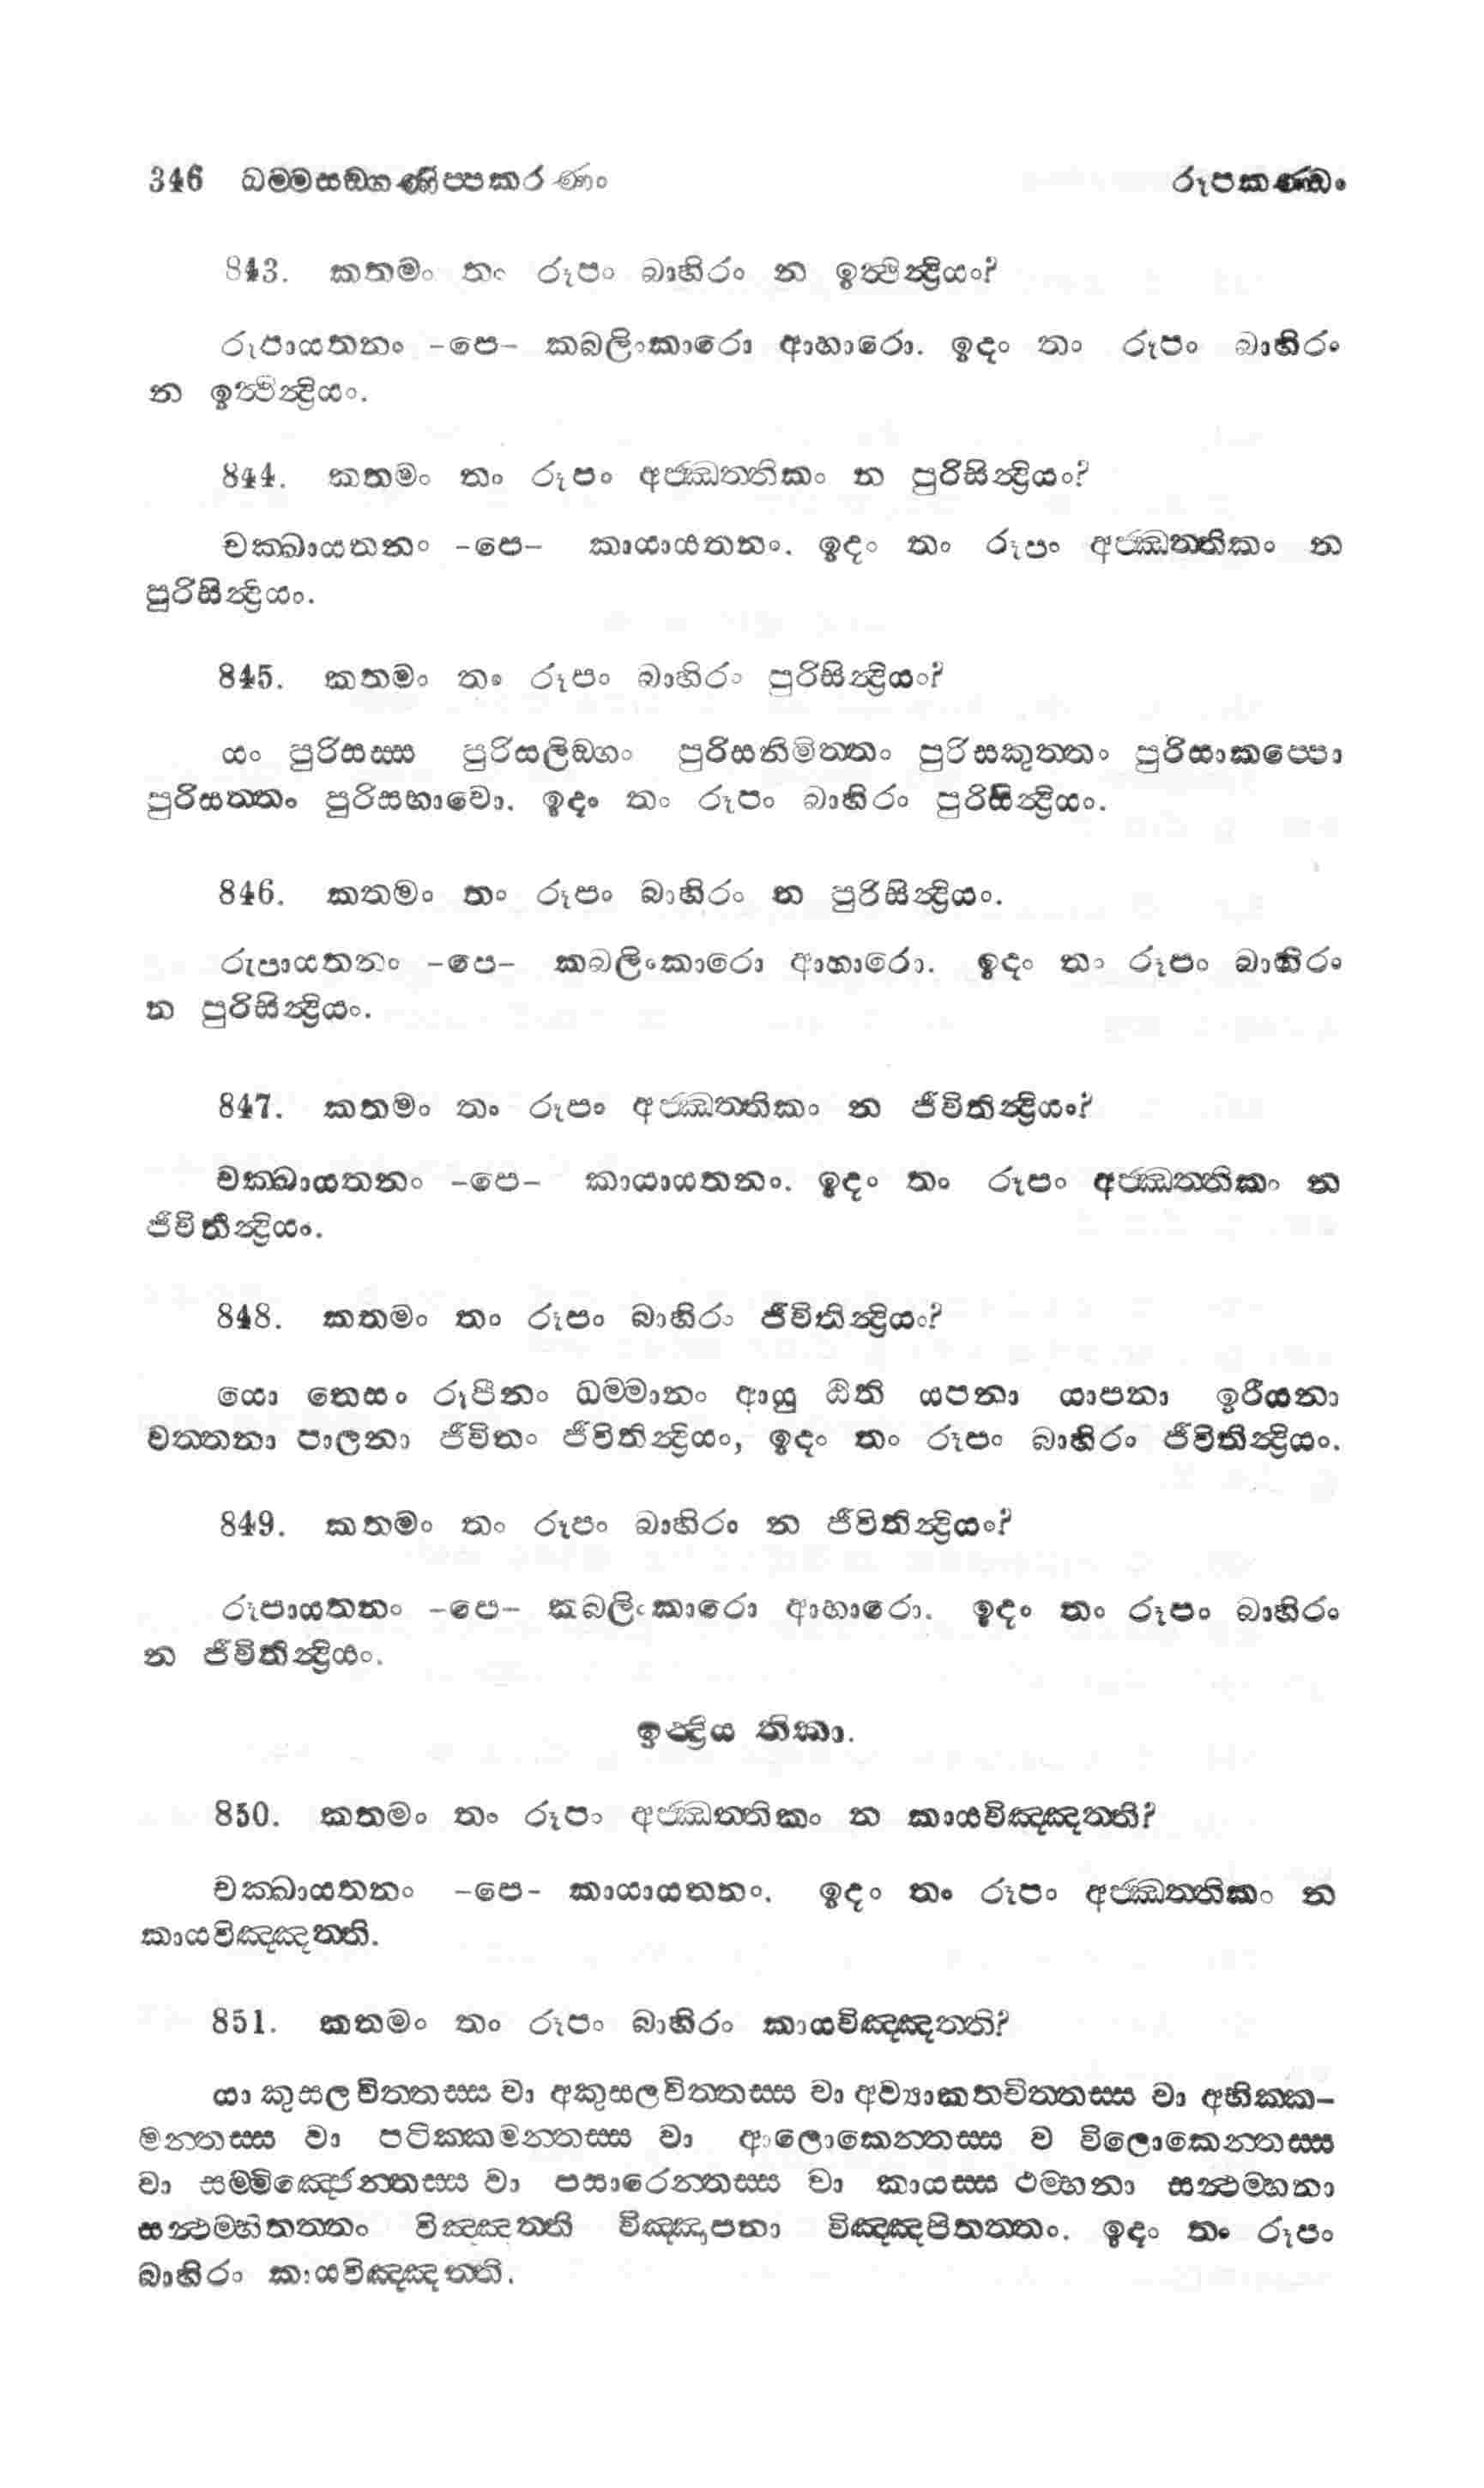 346 ධම්මසඞ්ගණිප්පකරණං රූපකණ්ඩං
843. කතමං තං රූපං බාහිරං න ඉත්ථින්ද්‍රියං?
රූපායතනං -පෙ- කබලිංකාරො ආහාරො. ඉදං තං රූපං බාහිරං
න ඉත්ථින්ද්‍රියං.
844. කතමං තං රූපං අජ්ඣත්තිකං න පුරිසින්ද්‍රියං?
චක්ඛායතනං -පෙ- කායායතනං. ඉදං තං රූපං අජ්ඣත්තිකං න
පුරිසින්ද්‍රියං.
845. කතමං තං රූපං බාහිරං පුරිසින්ද්‍රියං?
යං පුරිසස්ස පුරිසලිඞ්ගං පුරිසනිමිත්තං පුරිසකුත්තං පුරිසාකප්පො
පුරිසත්තං පුරිසභාවො. ඉදං තං රූපං බාහිරං පුරිසින්ද්‍රියං.
846. කතමං තං රූපං බාහිරං න පුරිසින්ද්‍රියං.
රුපායතනං -පෙ- කබලිංකාරො ආහාරො. ඉදං තං රූපං බාහිරං
න පුරිසින්ද්‍රියං.
847. කතමං තං රූපං අජ්ඣත්තිකං න ජීවිතින්ද්‍රියං?
චක්ඛායතනං -පෙ- කායායතනං. ඉදං තං රූපං අජ්ඣත්තිකං න
ජීවිතින්ද්‍රියං.
848. කතමං තං රූපං බාහිරං ජීවිතින්ද්‍රියං?
යො තෙසං රූපීනං ධම්මානං ආයු ඨිති යපනා යාපනා ඉරීයනා
වත්තනා පාලනා ජීවිතං ජීවිතින්ද්‍රියං, ඉදං තං රූපං බාහිරං ජීවිතින්ද්‍රියං.
849. කතමං තං රූපං බාහිරං න ජීවිතින්ද්‍රියං?
රූපායතනං -පෙ- කබලිංකාරො ආහාරො. ඉදං තං රූපං බාහිරං
න ජීවිතින්ද්‍රියං.
ඉන්ද්‍රිය තිකා.
850. කතමං තං රූපං අජ්ඣත්තිකං න කායවිඤ්ඤත්ති?
චක්ඛායතනං -පෙ- කායායතනං. ඉදං තං රූපං අජ්ඣත්තිකං න
කායවිඤ්ඤත්ති.
851. කතමං තං රූපං බාහිරං කායවිඤ්ඤත්ති?
යා කුසලචිත්තස්ස වා අකුසලචිත්තස්ස වා අව්‍යාකතචිත්තස්ස වා අභික්ක-
මන්තස්ස වා පටික්කමන්තස්ස වා ආලොකෙන්තස්ස ව විලොකෙන්තස්ස
වා සම්මිඤ්ජෙන්තස්ස වා පසාරෙන්තස්ස වා කායස්ස ථම්භනා සන්ථම්භනා
සන්ථම්භිතත්තං විඤ්ඤත්ති විඤ්ඤාපනා විඤ්ඤපිතත්තං. ඉදං තං රූපං
බාහිරං කායවිඤ්ඤත්ති.